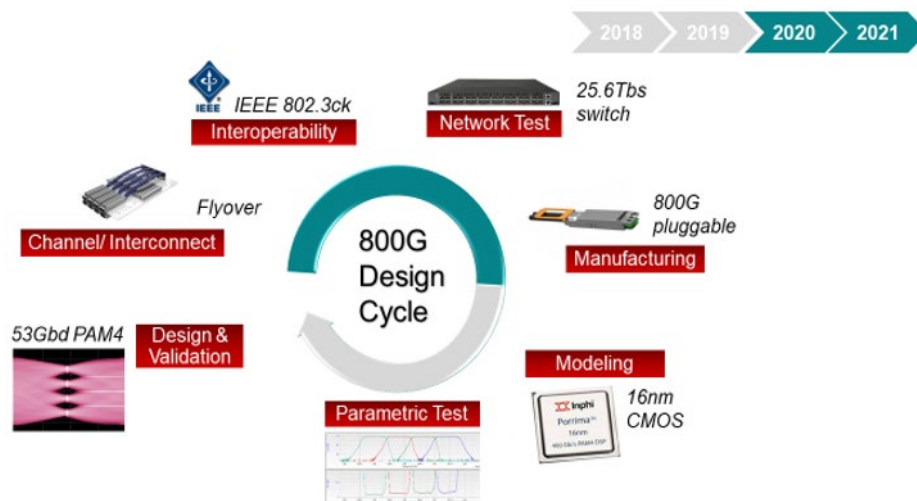 2018
2019
2020
2021
IEEE
IEEE 802.3ck
Interoperability
25.6Tbs
switch
Network Test
Flyover
Channel/ Interconnect
800G
Design
Cycle
800G
pluggable
Manufacturing
53Gbd PAM4
Design &
Validation
Modeling
Inphi
Porrima™
16nm
16nm
CMOS
Parametric Test